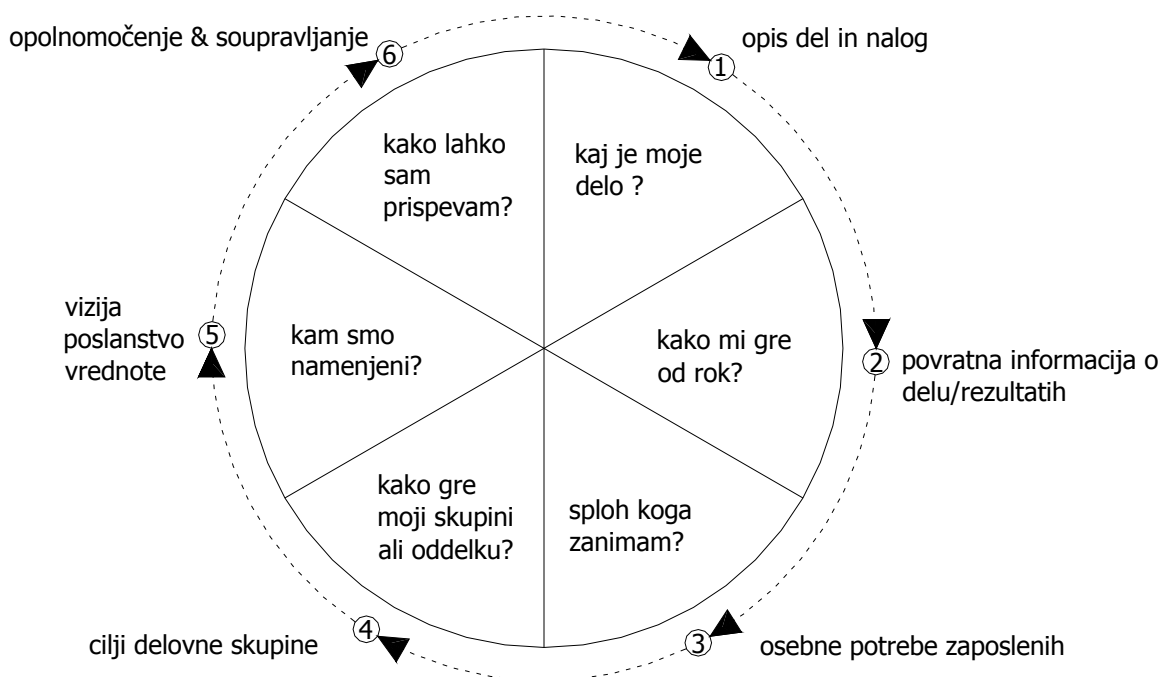 opolnomočenje & soupravljanje
6
1
opis del in nalog
kako lahko
sam
prispevam?
kaj je moje
delo ?
vizija
poslanstvo
vrednote
5
kam smo
namenjeni?
kako mi gre
od rok?
2
povratna informacija o
delu/rezultatih
kako gre
moji skupini
ali oddelku?
sploh koga
zanimam?
cilji delovne skupine
4
3
osebne potrebe zaposlenih